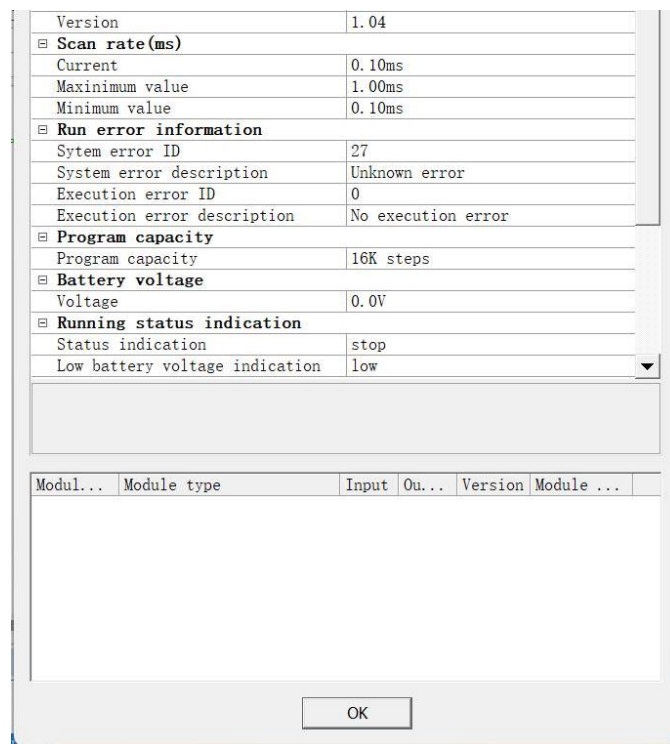 Version 1.04
Scan rate(ms)
Current 0.10ms
Maxinimum value 1.00ms
Minimum value 0.10ms
Run error information
Sytem error ID 27
System error description Unknown error
Execution error ID 0
Execution error description No execution error
Program capacity
Program capacity 16K steps
Battery voltage
Voltage 0.0V
Running status indication
Status indication stop
Low battery voltage indication low
Modul... Module type Input Ou... Version Module ...
OK